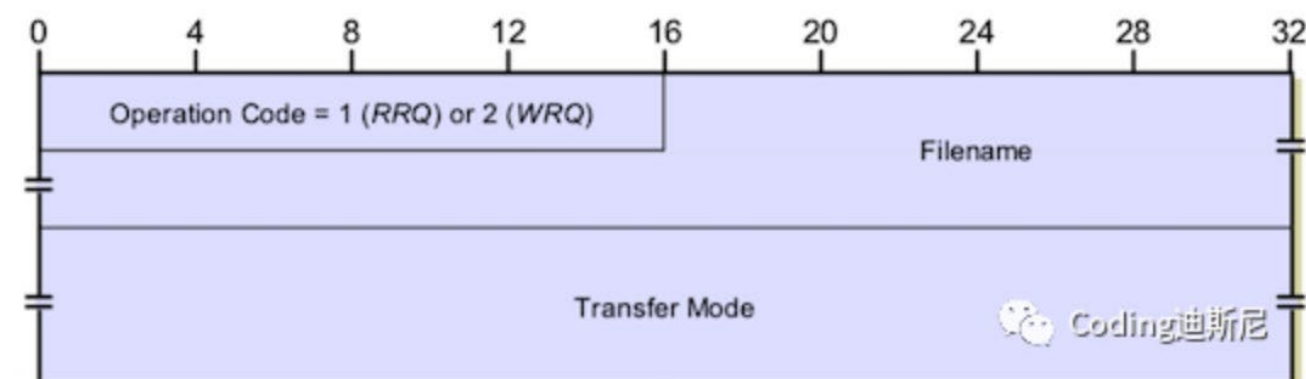 0 4 8 12 16 20 24 28 32
Operation Code = 1 (RRQ) or 2 (WRQ)
Filename
Transfer Mode
Coding迪斯尼